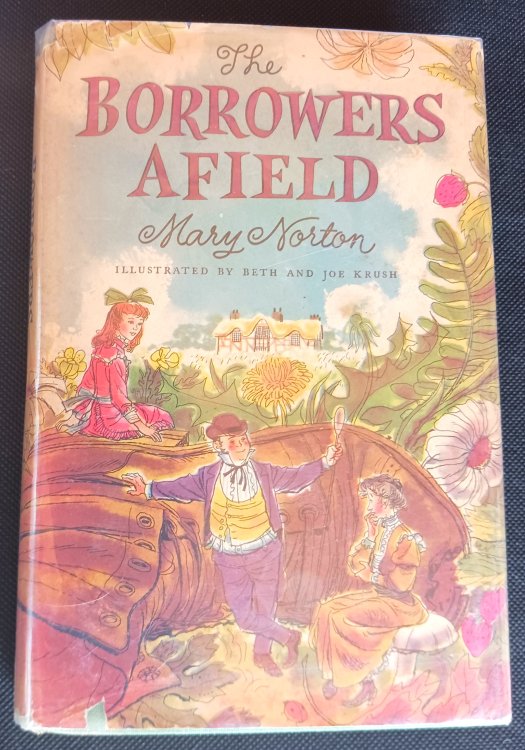 The
BORROWERS
AFIELD
Mary Norton
ILLUSTRATED BY BETH AND JOE KRUSH